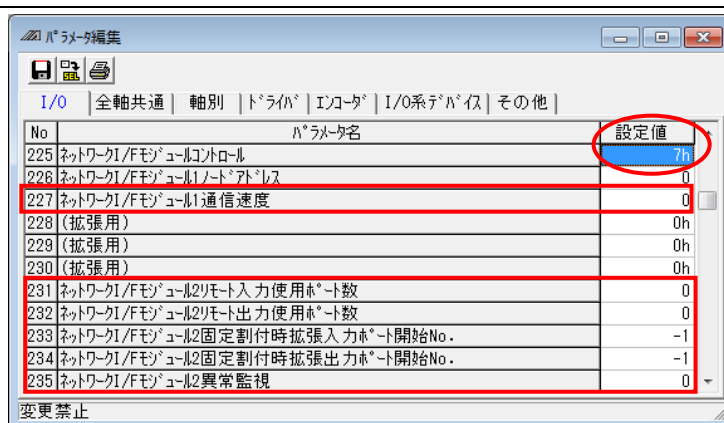 ﾊﾟﾗﾒｰﾀ編集
I/O 全軸共通 軸別 ﾄﾞﾗｲﾊﾞ ｴﾝｺｰﾀﾞ I/O系ﾃﾞﾊﾞｲｽ その他
No ﾊﾟﾗﾒｰﾀ名 設定値
225 ﾈｯﾄﾜｰｸI/Fﾓｼﾞｭｰﾙｺﾝﾄﾛｰﾙ 7h
226 ﾈｯﾄﾜｰｸI/Fﾓｼﾞｭｰﾙ1ﾉｰﾄﾞｱﾄﾞﾚｽ 0
227 ﾈｯﾄﾜｰｸI/Fﾓｼﾞｭｰﾙ1通信速度 0
228 (拡張用) 0h
229 (拡張用) 0h
230 (拡張用) 0h
231 ﾈｯﾄﾜｰｸI/Fﾓｼﾞｭｰﾙ2ﾘﾓｰﾄ入力使用ﾎﾟｰﾄ数 0
232 ﾈｯﾄﾜｰｸI/Fﾓｼﾞｭｰﾙ2ﾘﾓｰﾄ出力使用ﾎﾟｰﾄ数 0
233 ﾈｯﾄﾜｰｸI/Fﾓｼﾞｭｰﾙ2固定割付時拡張入力ﾎﾟｰﾄ開始No. -1
234 ﾈｯﾄﾜｰｸI/Fﾓｼﾞｭｰﾙ2固定割付時拡張出力ﾎﾟｰﾄ開始No. -1
235 ﾈｯﾄﾜｰｸI/Fﾓｼﾞｭｰﾙ2異常監視 0
変更禁止